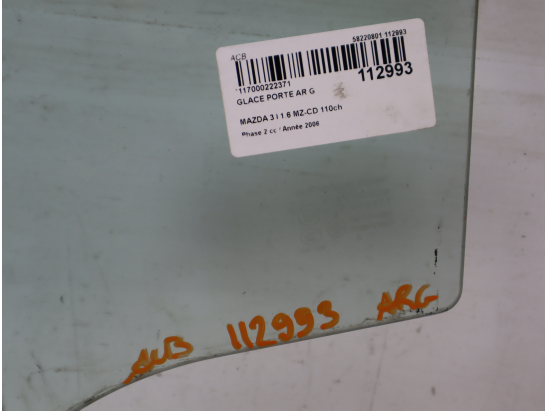 ACB 58220801 112993
*117000222371 112993
GLACE PORTE AR G
MAZDA 3 I 1.6 MZ-CD 110ch
Phase 2 cc / Année 2006
ACB 112993 ARG